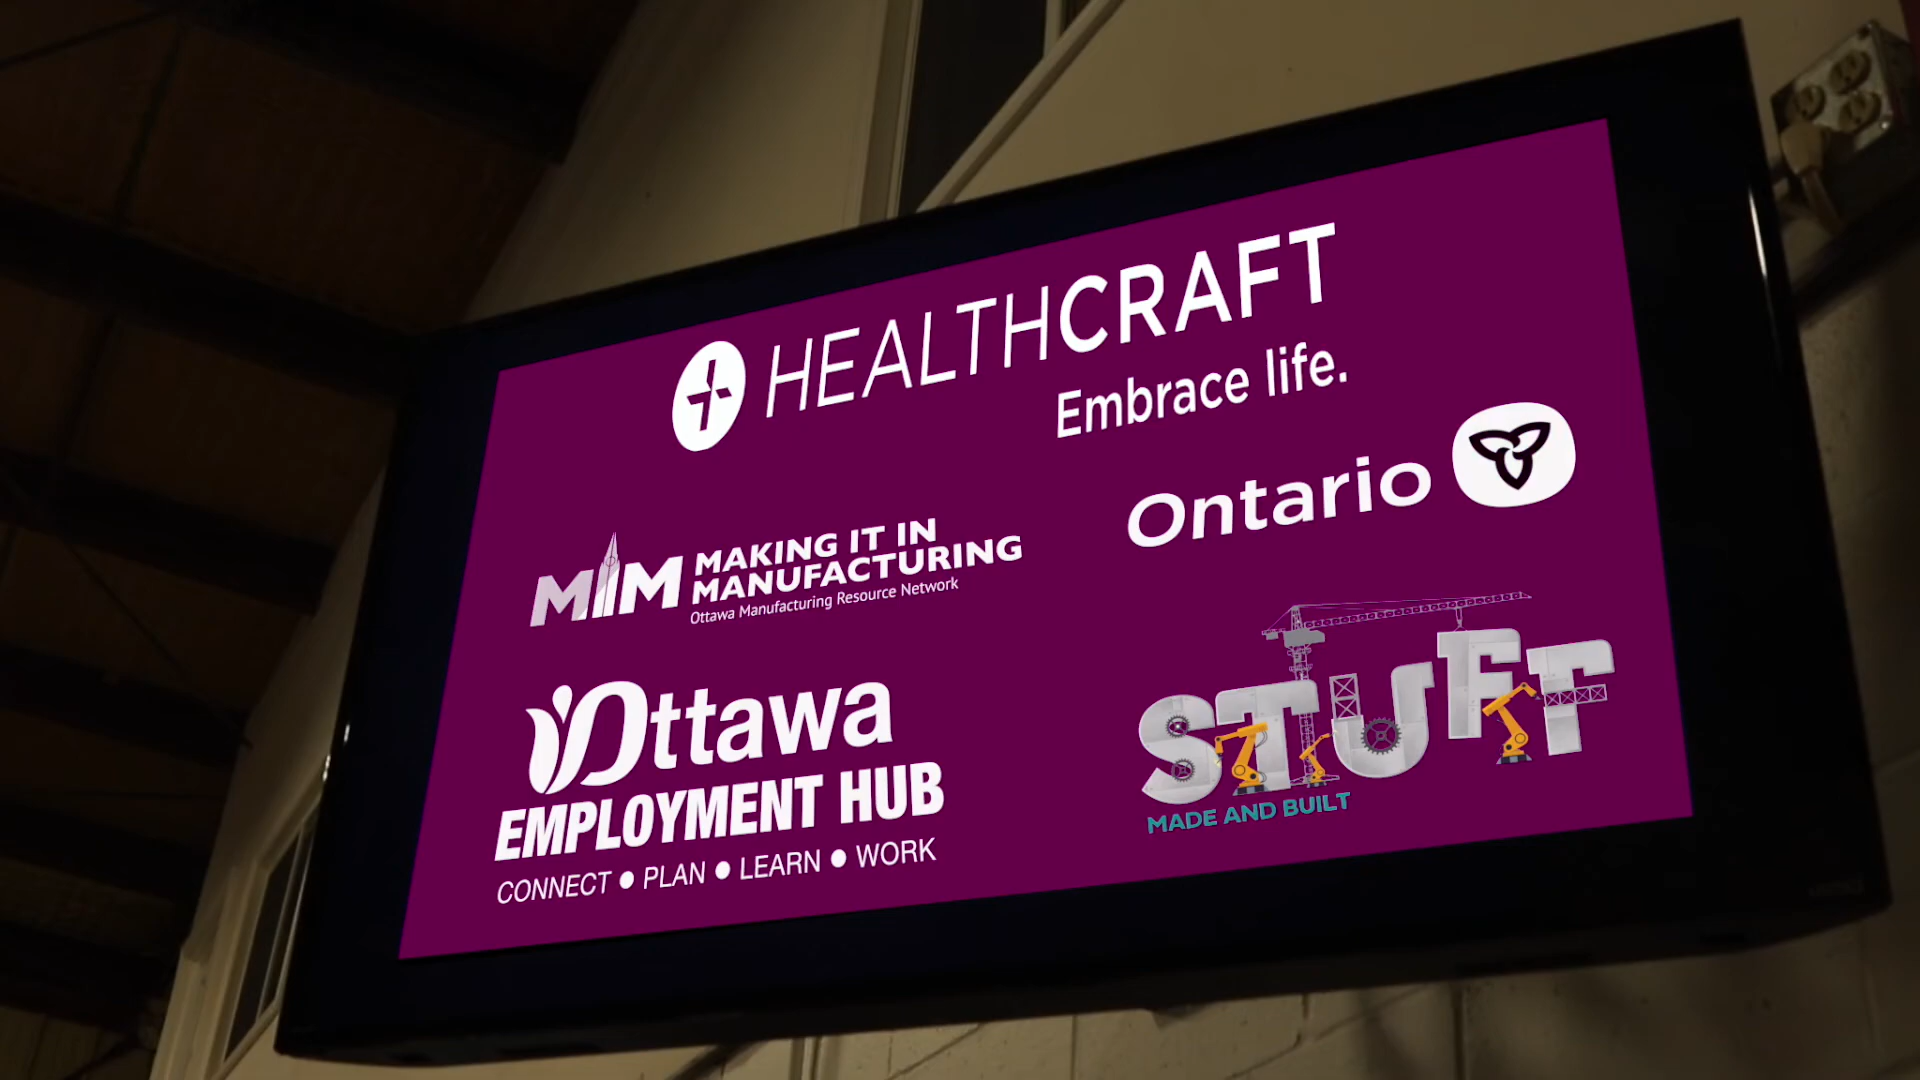 HEALTHCRAFT
Embrace life.
Ontario
MIM MAKING IT IN
MANUFACTURING
Ottawa Manufacturing Resource Network
Ottawa
EMPLOYMENT HUB
CONNECT • PLAN • LEARN • WORK
STUFF
MADE AND BUILT